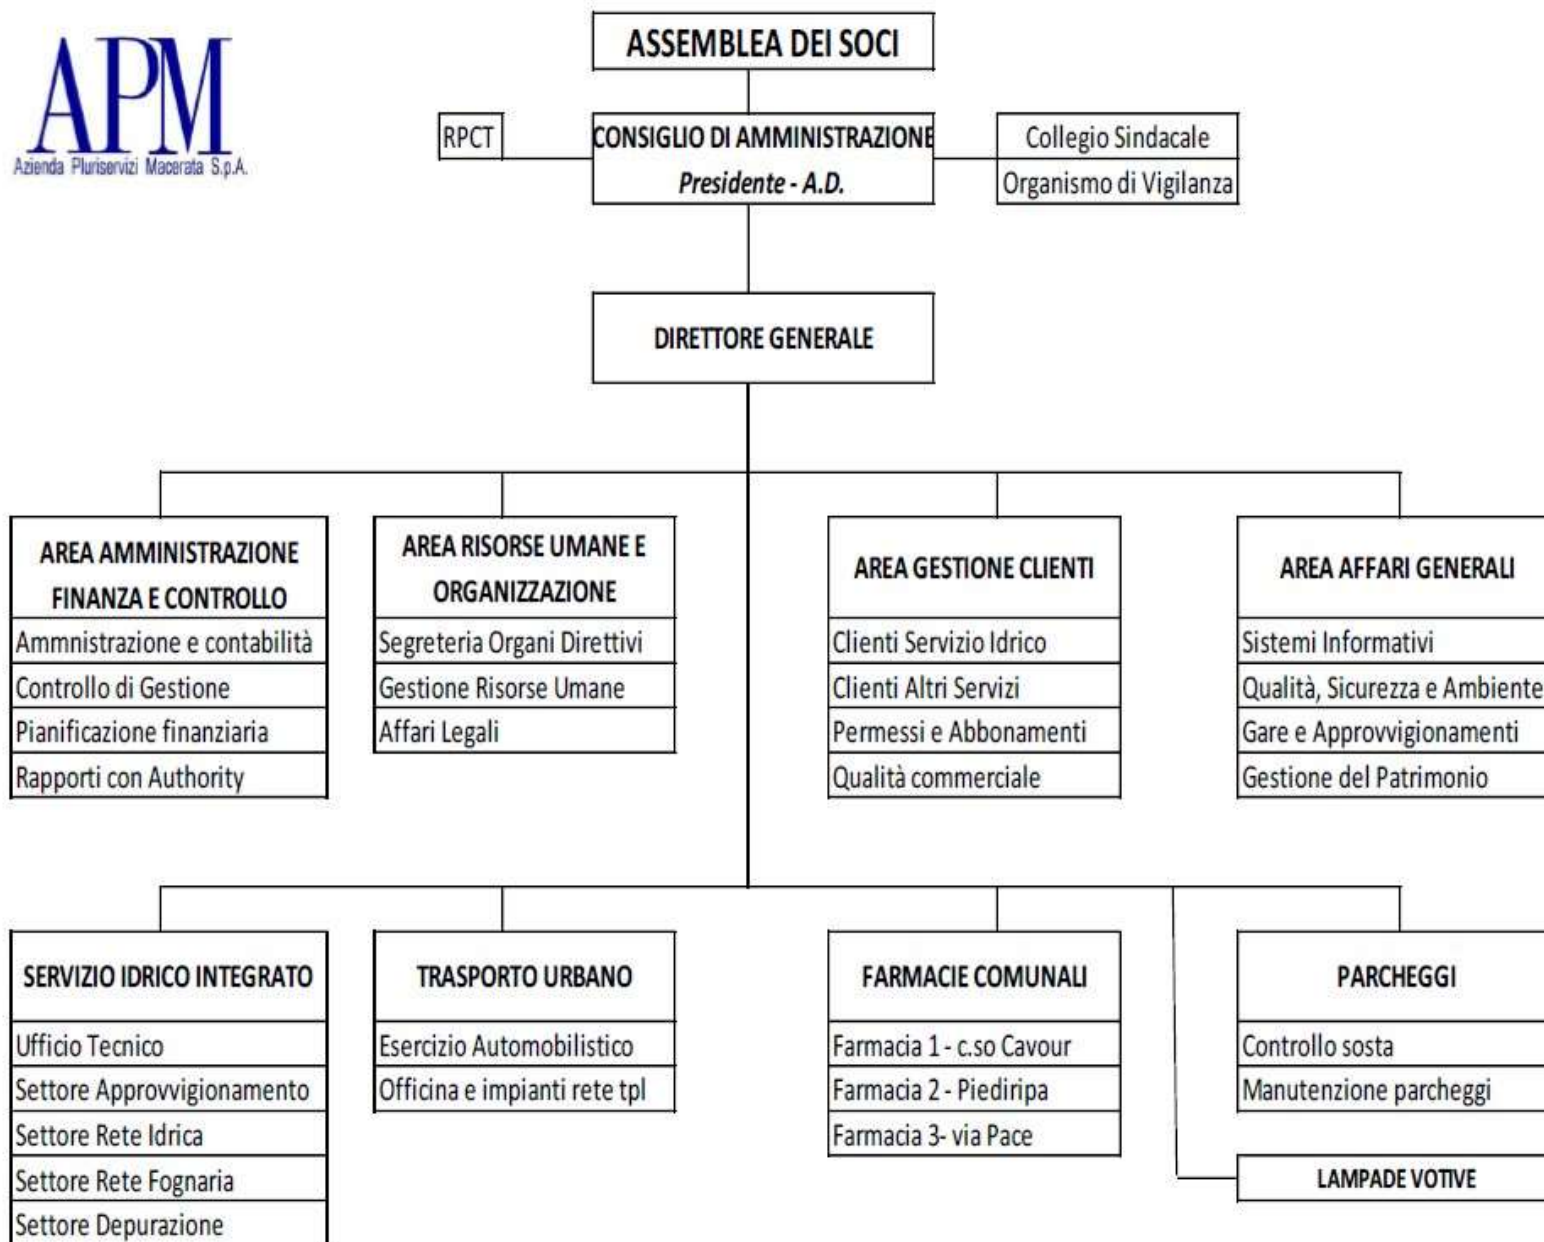 APM
Azienda Pluriservizi Macerata S.p.A.
ASSEMBLEA DEI SOCI
RPCT
CONSIGLIO DI AMMINISTRAZIONE
Presidente - A.D.
Collegio Sindacale
Organismo di Vigilanza
DIRETTORE GENERALE
AREA AMMINISTRAZIONE
FINANZA E CONTROLLO
Ammnistrazione e contabilità
Controllo di Gestione
Pianificazione finanziaria
Rapporti con Authority
AREA RISORSE UMANE E
ORGANIZZAZIONE
Segreteria Organi Direttivi
Gestione Risorse Umane
Affari Legali
AREA GESTIONE CLIENTI
Clienti Servizio Idrico
Clienti Altri Servizi
Permessi e Abbonamenti
Qualità commerciale
AREA AFFARI GENERALI
Sistemi Informativi
Qualità, Sicurezza e Ambiente
Gare e Approvvigionamenti
Gestione del Patrimonio
SERVIZIO IDRICO INTEGRATO
Ufficio Tecnico
Settore Approvvigionamento
Settore Rete Idrica
Settore Rete Fognaria
Settore Depurazione
TRASPORTO URBANO
Esercizio Automobilistico
Officina e impianti rete tpl
FARMACIE COMUNALI
Farmacia 1 - c.so Cavour
Farmacia 2 - Piediripa
Farmacia 3- via Pace
PARCHEGGI
Controllo sosta
Manutenzione parcheggi
LAMPADE VOTIVE